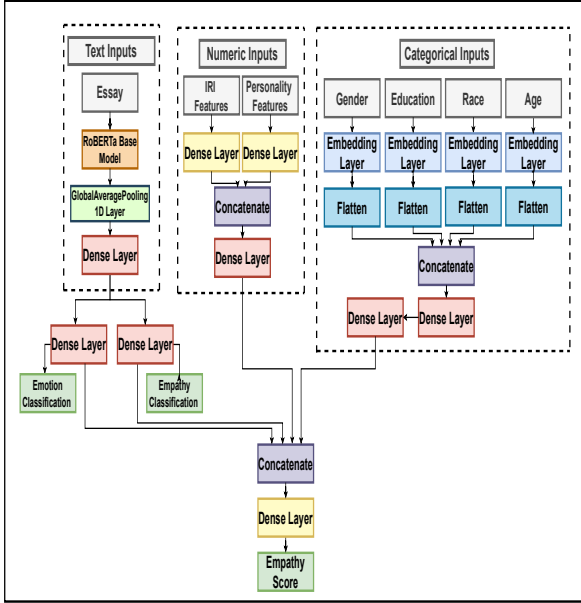 Text Inputs
Essay
RoBERTa Base
Model
GlobalAveragePooling
1D Layer
Dense Layer
Dense Layer
Dense Layer
Emotion
Classification
Empathy
Classification
Numeric Inputs
IRI
Features
Personality
Features
Dense Layer
Dense Layer
Concatenate
Dense Layer
Categorical Inputs
Gender
Education
Race
Age
Embedding
Layer
Embedding
Layer
Embedding
Layer
Embedding
Layer
Flatten
Flatten
Flatten
Flatten
Concatenate
Dense Layer
Dense Layer
Concatenate
Dense Layer
Empathy
Score